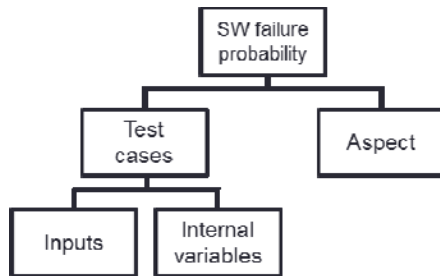 SW failure
probability
Test
cases
Aspect
Inputs
Internal
variables